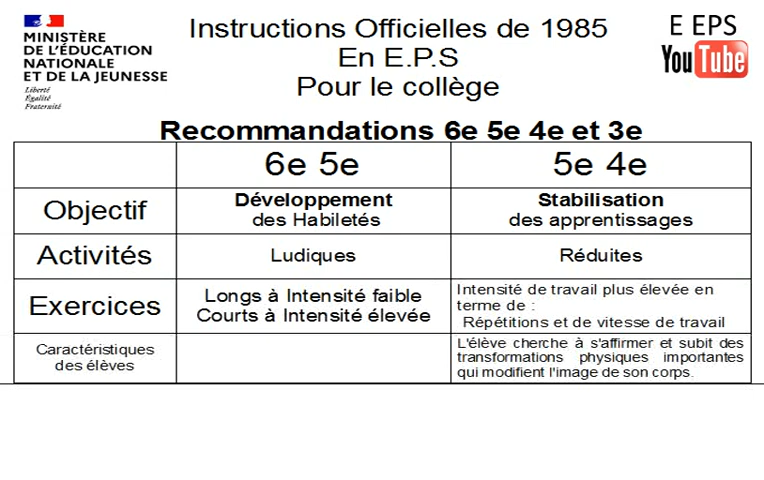 MINISTÈRE
DE L'ÉDUCATION
NATIONALE
ET DE LA JEUNESSE
Liberté
Égalité
Fraternité
Instructions Officielles de 1985
En E.P.S
Pour le collège
E EPS
YouTube
Recommandations 6e 5e 4e et 3e
6e 5e
5e 4e
Objectif
Développement
des Habiletés
Stabilisation
des apprentissages
Activités
Ludiques
Réduites
Exercices
Longs à Intensité faible
Courts à Intensité élevée
Intensité de travail plus élevée en
terme de :
Répétitions et de vitesse de travail
Caractéristiques
des élèves
L'élève cherche à s'affirmer et subit des
transformations physiques importantes
qui modifient l'image de son corps.